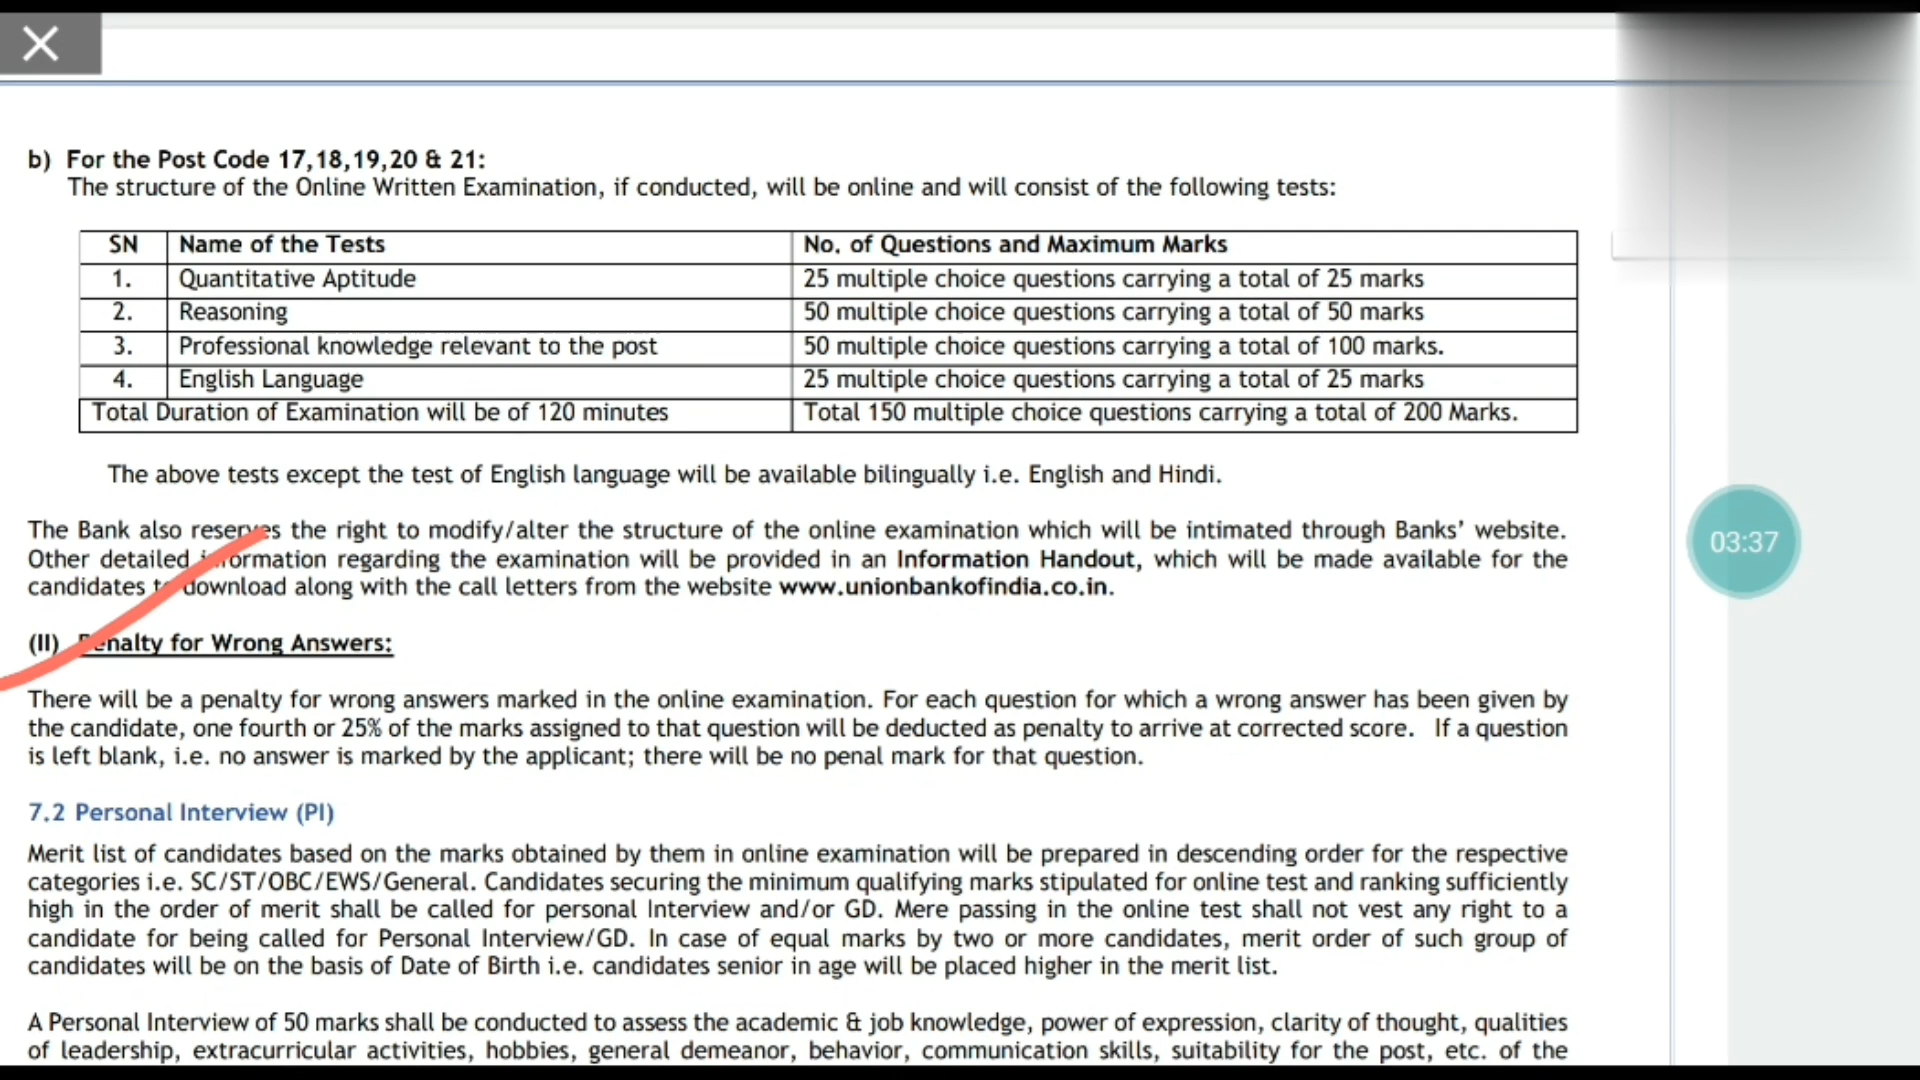 b) For the Post Code 17,18,19,20 & 21:
The structure of the Online Written Examination, if conducted, will be online and will consist of the following tests:
SN Name of the Tests No. of Questions and Maximum Marks
1. Quantitative Aptitude 25 multiple choice questions carrying a total of 25 marks
2. Reasoning 50 multiple choice questions carrying a total of 50 marks
3. Professional knowledge relevant to the post 50 multiple choice questions carrying a total of 100 marks.
4. English Language 25 multiple choice questions carrying a total of 25 marks
Total Duration of Examination will be of 120 minutes Total 150 multiple choice questions carrying a total of 200 Marks.
The above tests except the test of English language will be available bilingually i.e. English and Hindi.
The Bank also reserves the right to modify/alter the structure of the online examination which will be intimated through Banks' website.
Other detailed information regarding the examination will be provided in an Information Handout, which will be made available for the
candidates to download along with the call letters from the website www.unionbankofindia.co.in.
03:37
(II) Penalty for Wrong Answers:
There will be a penalty for wrong answers marked in the online examination. For each question for which a wrong answer has been given by
the candidate, one fourth or 25% of the marks assigned to that question will be deducted as penalty to arrive at corrected score. If a question
is left blank, i.e. no answer is marked by the applicant; there will be no penal mark for that question.
7.2 Personal Interview (PI)
Merit list of candidates based on the marks obtained by them in online examination will be prepared in descending order for the respective
categories i.e. SC/ST/OBC/EWS/General. Candidates securing the minimum qualifying marks stipulated for online test and ranking sufficiently
high in the order of merit shall be called for personal Interview and/or GD. Mere passing in the online test shall not vest any right to a
candidate for being called for Personal Interview/GD. In case of equal marks by two or more candidates, merit order of such group of
candidates will be on the basis of Date of Birth i.e. candidates senior in age will be placed higher in the merit list.
A Personal Interview of 50 marks shall be conducted to assess the academic & job knowledge, power of expression, clarity of thought, qualities
of leadership, extracurricular activities, hobbies, general demeanor, behavior, communication skills, suitability for the post, etc. of the